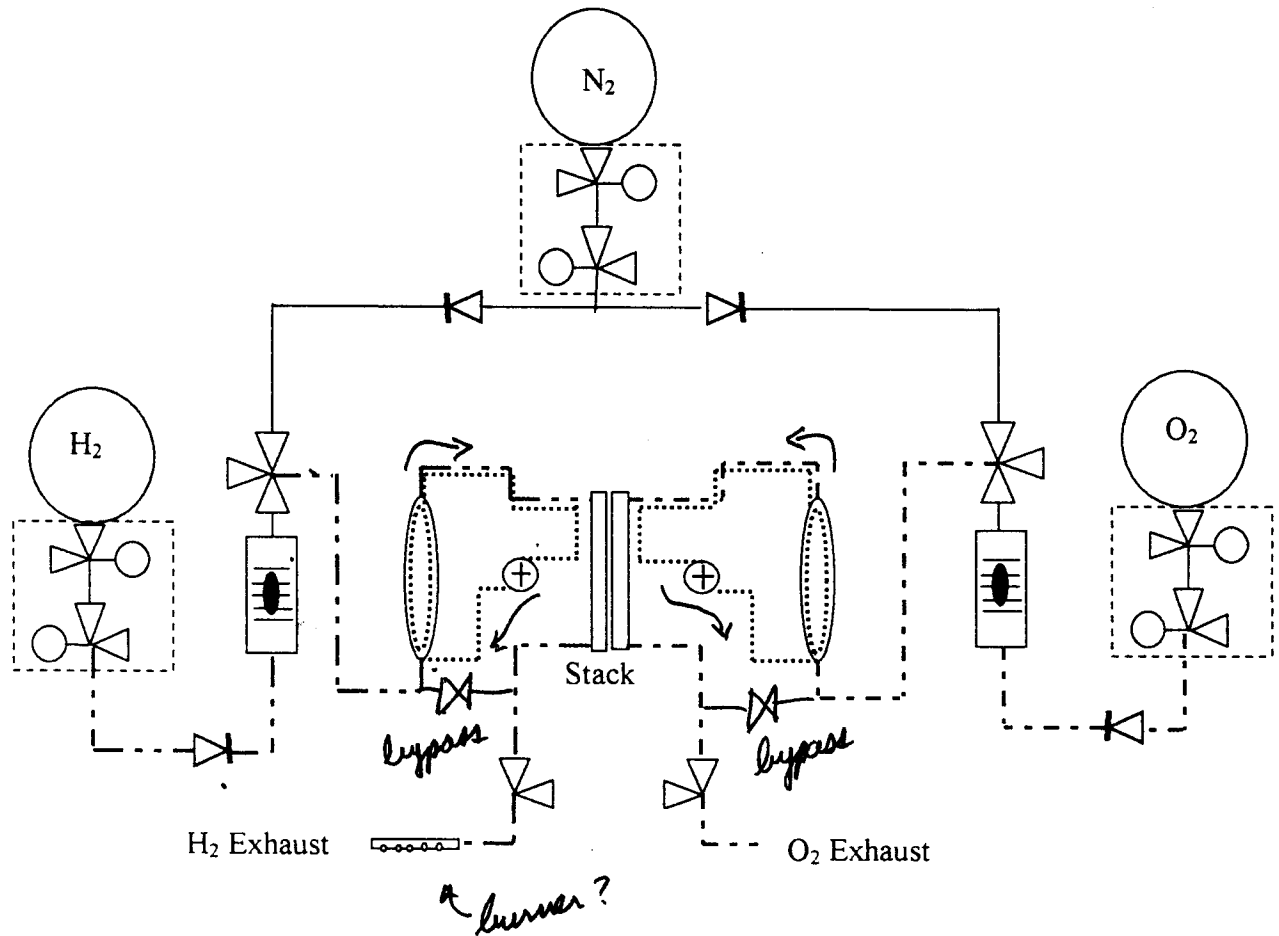 N₂
H₂
O₂
Stack
bypass
bypass
H₂ Exhaust
O₂ Exhaust
burner?